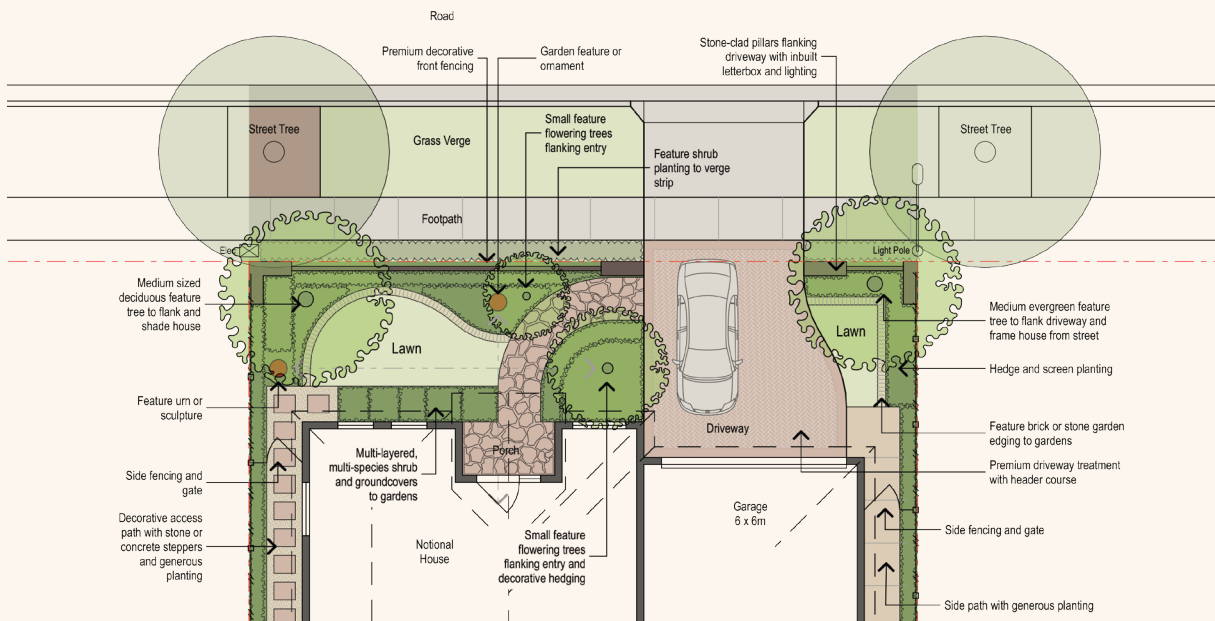 Road
Premium decorative
front fencing
Garden feature or
ornament
Stone-clad pillars flanking
driveway with inbuilt
letterbox and lighting
Street Tree
Grass Verge
Small feature
flowering trees
flanking entry
Feature shrub
planting to verge
strip
Street Tree
Footpath
Elec
Light Pole
Medium sized
deciduous feature
tree to flank and
shade house
Lawn
Lawn
Medium evergreen feature
tree to flank driveway and
frame house from street
Hedge and screen planting
Feature urn or
sculpture
Driveway
Feature brick or stone garden
edging to gardens
Porch
Multi-layered,
multi-species shrub
and groundcovers
to gardens
Premium driveway treatment
with header course
Side fencing and
gate
Decorative access
path with stone or
concrete steppers
and generous
planting
Notional
House
Small feature
flowering trees
flanking entry and
decorative hedging
Garage
6 x 6m
Side fencing and gate
Side path with generous planting